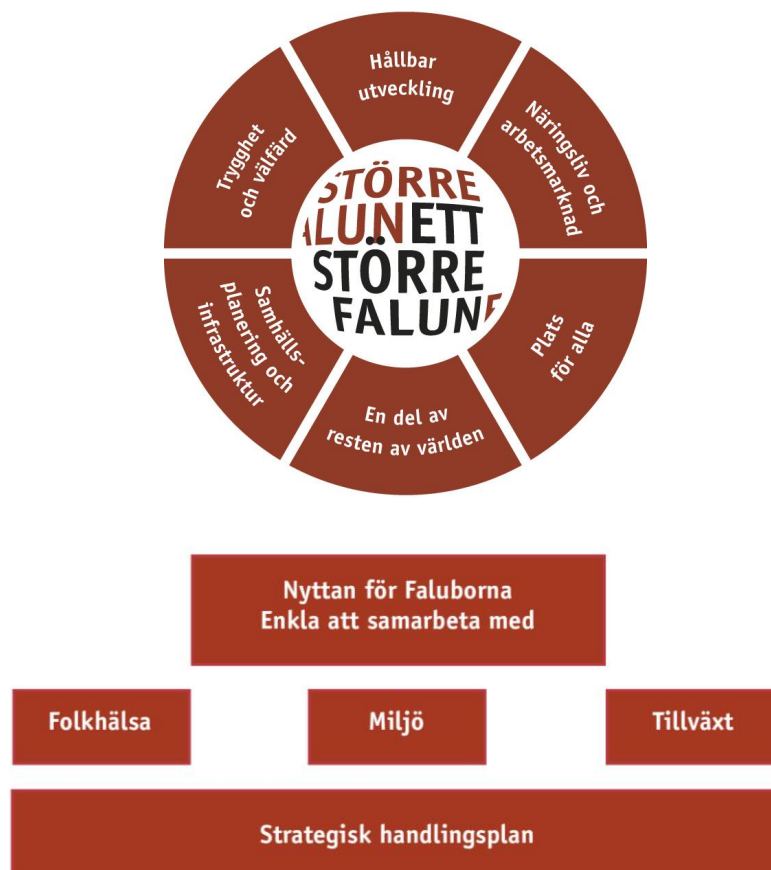 Hållbar
utveckling
Näringsliv och
arbetsmarknad
Plats
för alla
En del av
resten av världen
Samhälls-
planering och
infrastruktur
Trygghet
och välfärd
STÖRRE
ALUN ETT
STÖRRE
FALUN E
Nyttan för Faluborna
Enkla att samarbeta med
Folkhälsa
Miljö
Tillväxt
Strategisk handlingsplan